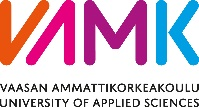 VAMK
VAASAN AMMATTIKORKEAKOULU
UNIVERSITY OF APPLIED SCIENCES